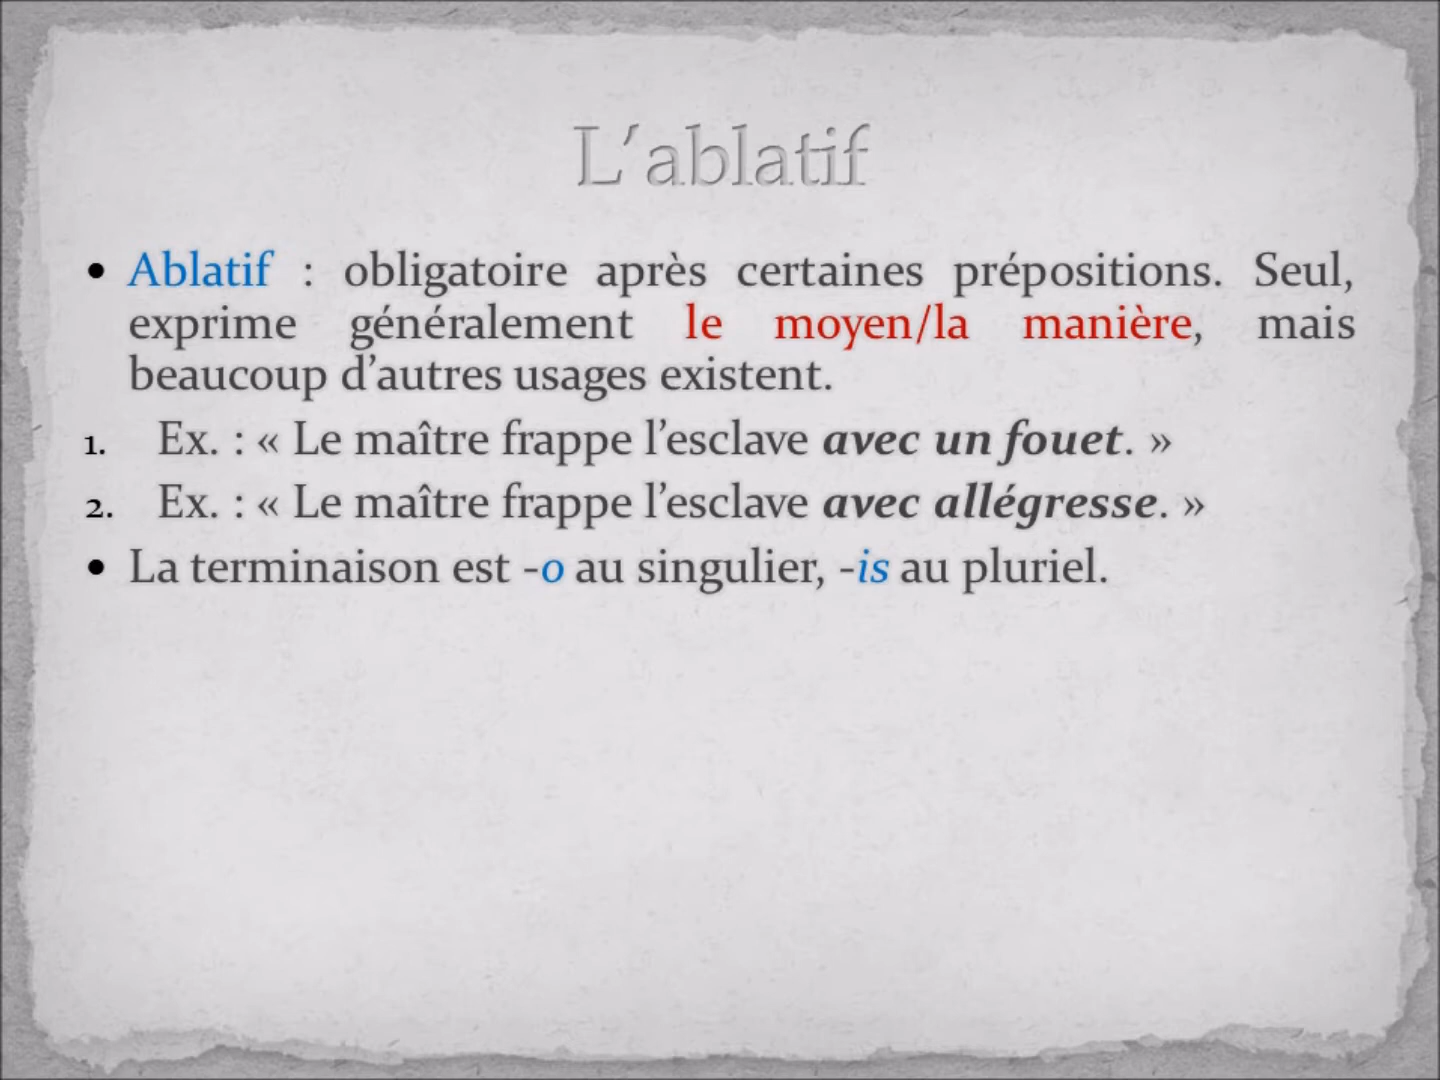 L’ablatif
• Ablatif : obligatoire après certaines prépositions. Seul,
exprime généralement le moyen/la manière, mais
beaucoup d’autres usages existent.
1. Ex. : « Le maître frappe l’esclave avec un fouet. »
2. Ex. : « Le maître frappe l’esclave avec allégresse. »
• La terminaison est -o au singulier, -is au pluriel.